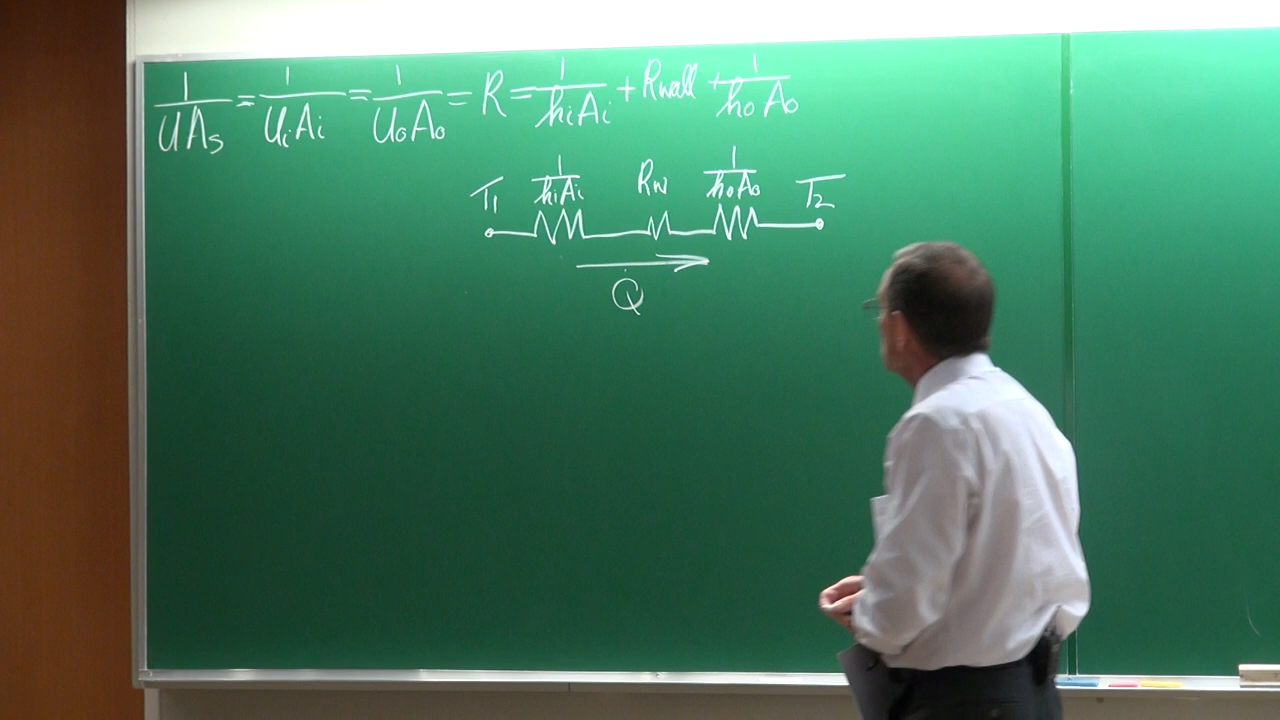 1/UAs = 1/UiAi = 1/UoAo = R = 1/hiAi + Rwall + 1/hoAo
T1 1/hiAi Rw 1/hoAo T2
Q̇